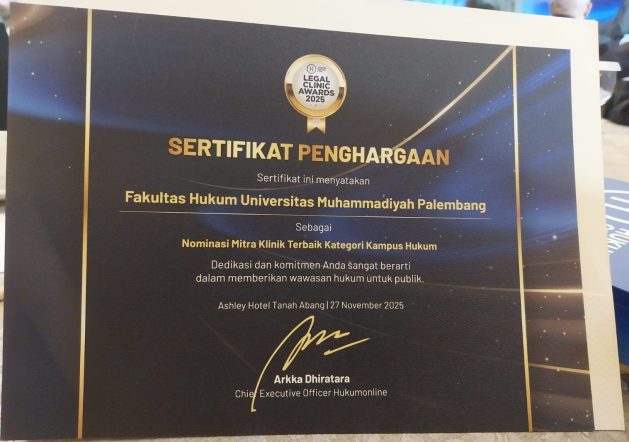 LEGAL
CLINIC
AWARDS
2025
SERTIFIKAT PENGHARGAAN
Sertifikat ini menyatakan
Fakultas Hukum Universitas Muhammadiyah Palembang
Sebagai
Nominasi Mitra Klinik Terbaik Kategori Kampus Hukum
Dedikasi dan komitmen Anda sangat berarti
dalam memberikan wawasan hukum untuk publik.
Ashley Hotel Tanah Abang | 27 November 2025
Arkka Dhiratara
Chief Executive Officer Hukumonline